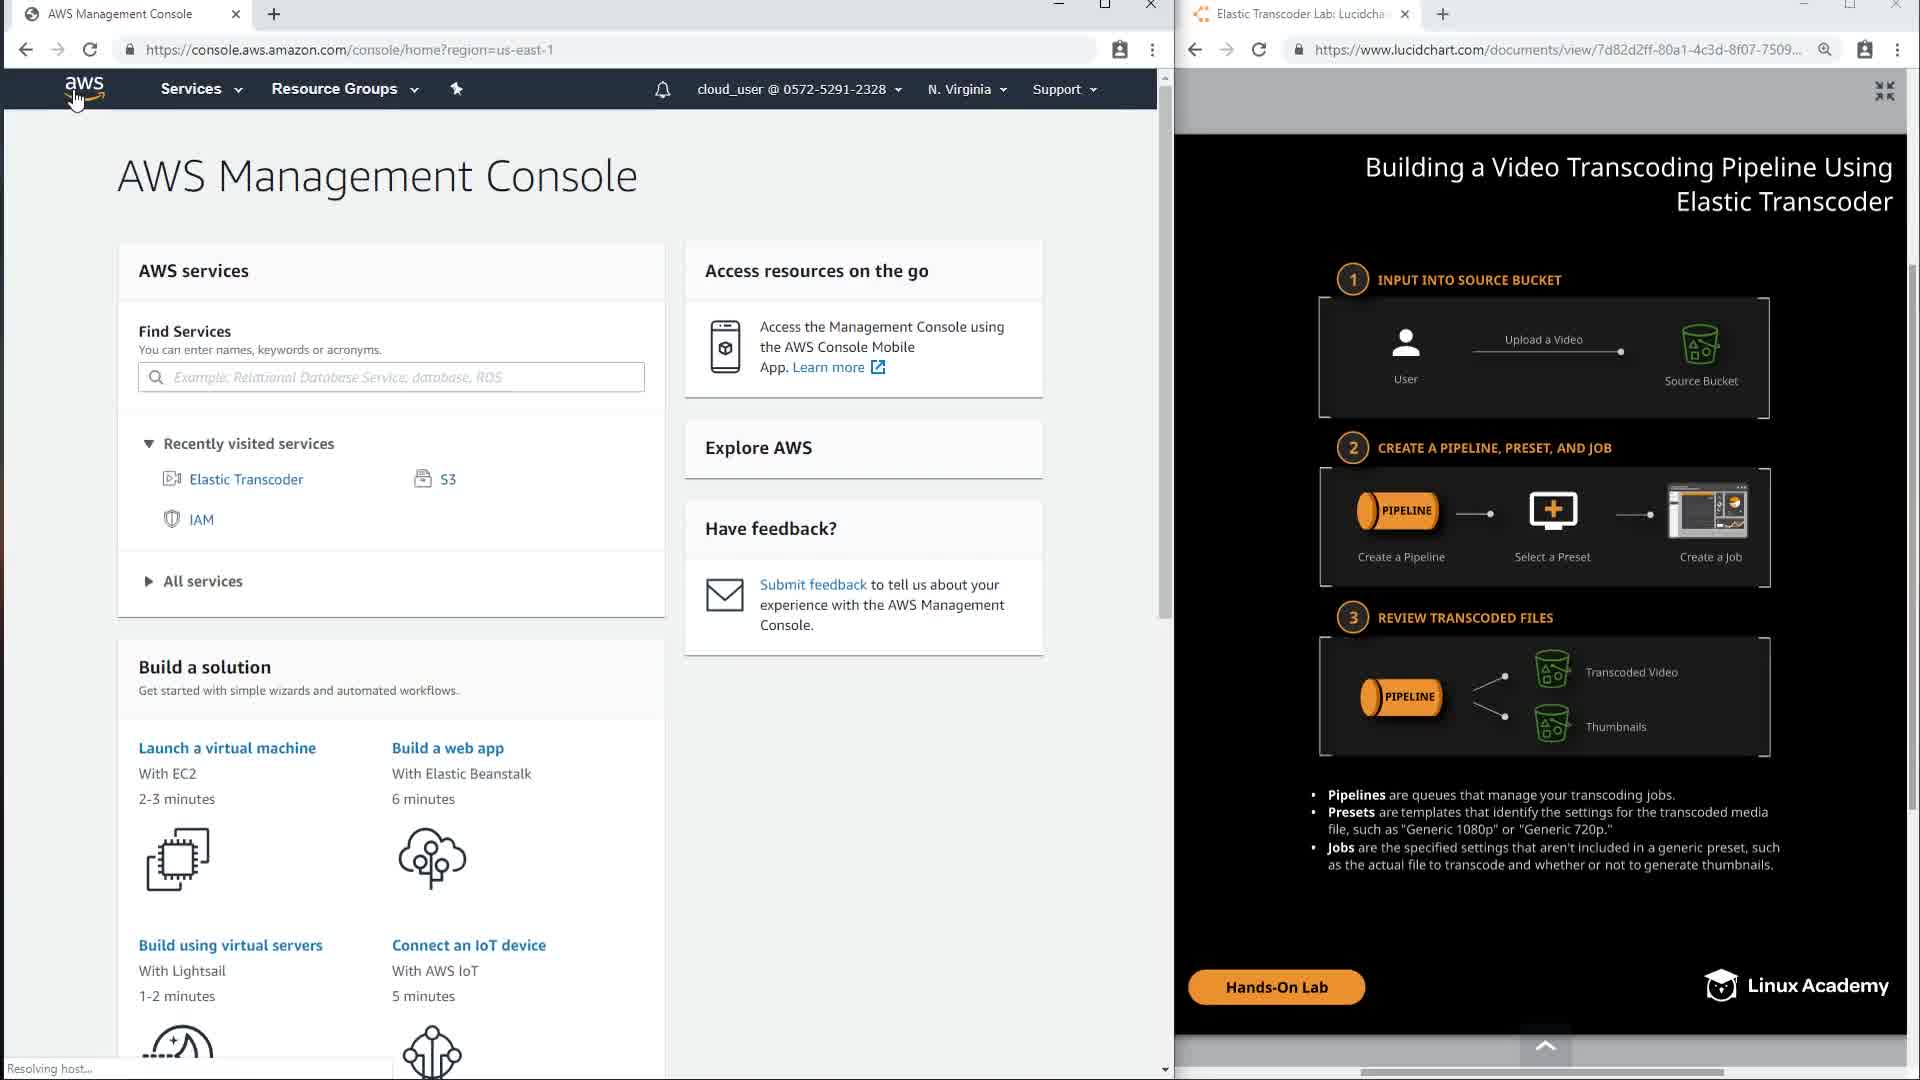 AWS Management Console
https://console.aws.amazon.com/console/home?region=us-east-1
aws
Services
Resource Groups
cloud_user @ 0572-5291-2328
N. Virginia
Support
AWS Management Console
AWS services
Find Services
You can enter names, keywords or acronyms.
Example: Relational Database Service, database, RDS
Recently visited services
Elastic Transcoder
S3
IAM
All services
Build a solution
Get started with simple wizards and automated workflows.
Launch a virtual machine
With EC2
2-3 minutes
Build a web app
With Elastic Beanstalk
6 minutes
Build using virtual servers
With Lightsail
1-2 minutes
Connect an IoT device
With AWS IoT
5 minutes
Access resources on the go
Access the Management Console using
the AWS Console Mobile
App. Learn more
Explore AWS
Have feedback?
Submit feedback to tell us about your
experience with the AWS Management
Console.
Resolving host...
Elastic Transcoder Lab: Lucidcha
https://www.lucidchart.com/documents/view/7d82d2ff-80a1-4c3d-8f07-7509...
Building a Video Transcoding Pipeline Using
Elastic Transcoder
1 INPUT INTO SOURCE BUCKET
User
Upload a Video
Source Bucket
2 CREATE A PIPELINE, PRESET, AND JOB
PIPELINE
Create a Pipeline
Select a Preset
Create a Job
3 REVIEW TRANSCODED FILES
PIPELINE
Transcoded Video
Thumbnails
• Pipelines are queues that manage your transcoding jobs.
• Presets are templates that identify the settings for the transcoded media
file, such as "Generic 1080p" or "Generic 720p."
• Jobs are the specified settings that aren't included in a generic preset, such
as the actual file to transcode and whether or not to generate thumbnails.
Hands-On Lab
Linux Academy